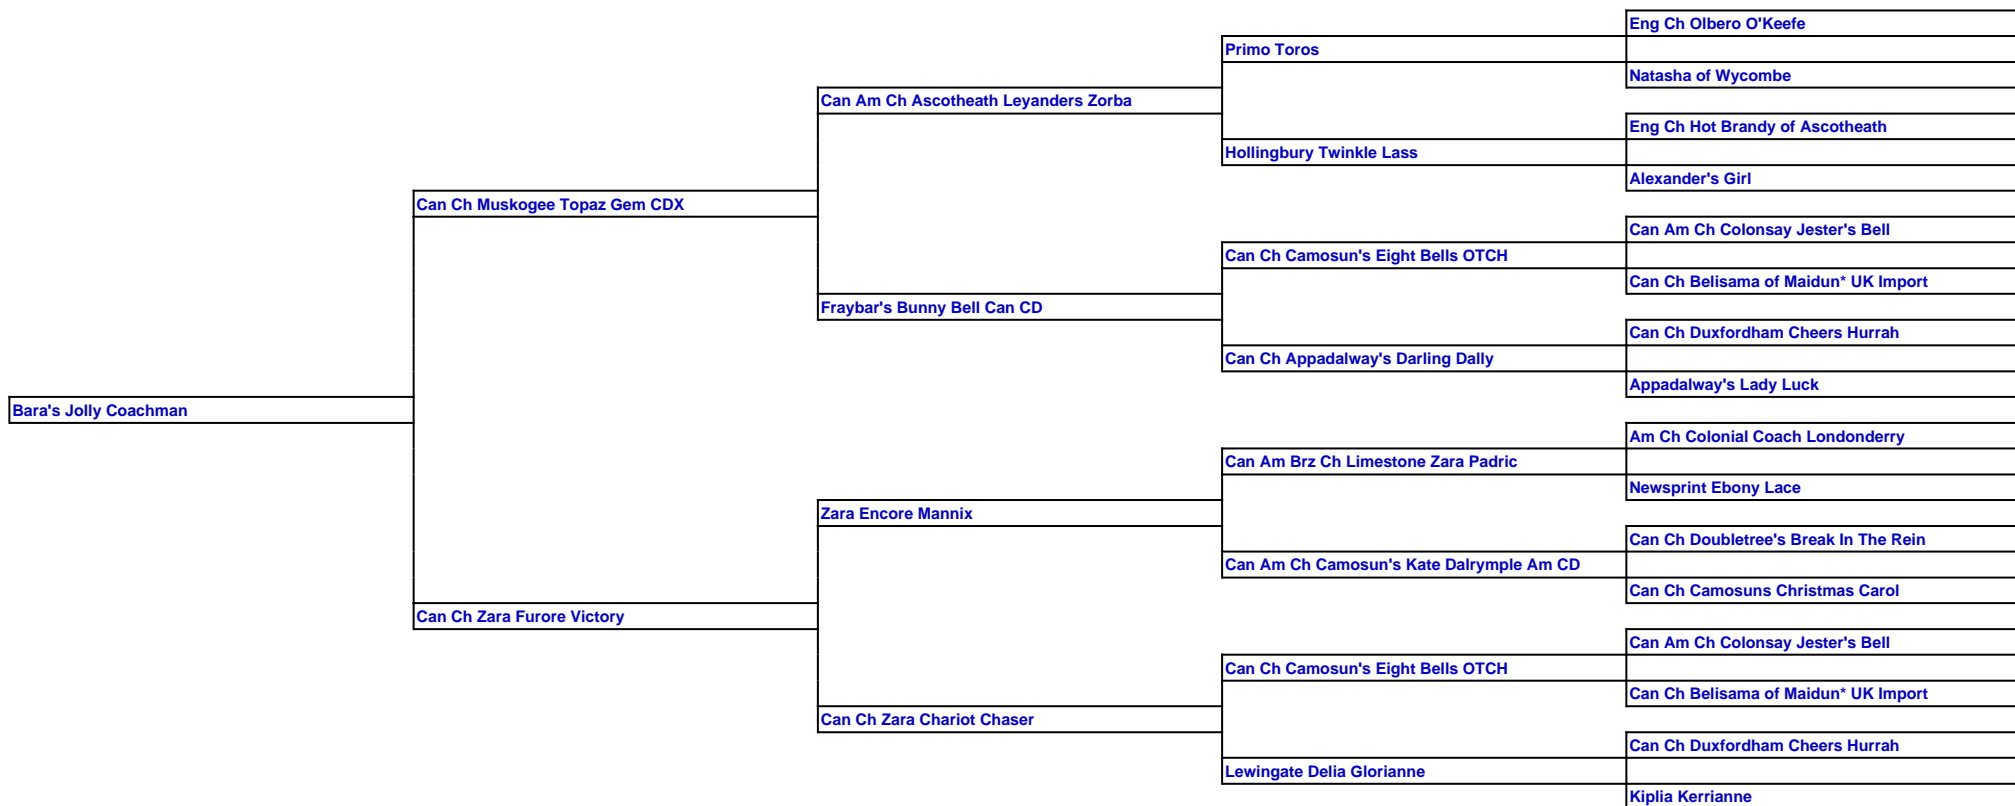 Eng Ch Olbero O'Keefe
Primo Toros
Natasha of Wycombe
Can Am Ch Ascotheath Leyanders Zorba
Eng Ch Hot Brandy of Ascotheath
Hollingbury Twinkle Lass
Alexander's Girl
Can Ch Muskogee Topaz Gem CDX
Can Am Ch Colonsay Jester's Bell
Can Ch Camosun's Eight Bells OTCH
Can Ch Belisama of Maidun* UK Import
Fraybar's Bunny Bell Can CD
Can Ch Duxfordham Cheers Hurrah
Can Ch Appadalway's Darling Dally
Appadalway's Lady Luck
Bara's Jolly Coachman
Am Ch Colonial Coach Londonderry
Can Am Brz Ch Limestone Zara Padric
Newsprint Ebony Lace
Zara Encore Mannix
Can Ch Doubletree's Break In The Rein
Can Am Ch Camosun's Kate Dalrymple Am CD
Can Ch Camosuns Christmas Carol
Can Ch Zara Furore Victory
Can Am Ch Colonsay Jester's Bell
Can Ch Camosun's Eight Bells OTCH
Can Ch Belisama of Maidun* UK Import
Can Ch Zara Chariot Chaser
Can Ch Duxfordham Cheers Hurrah
Lewingate Delia Glorianne
Kiplia Kerrianne